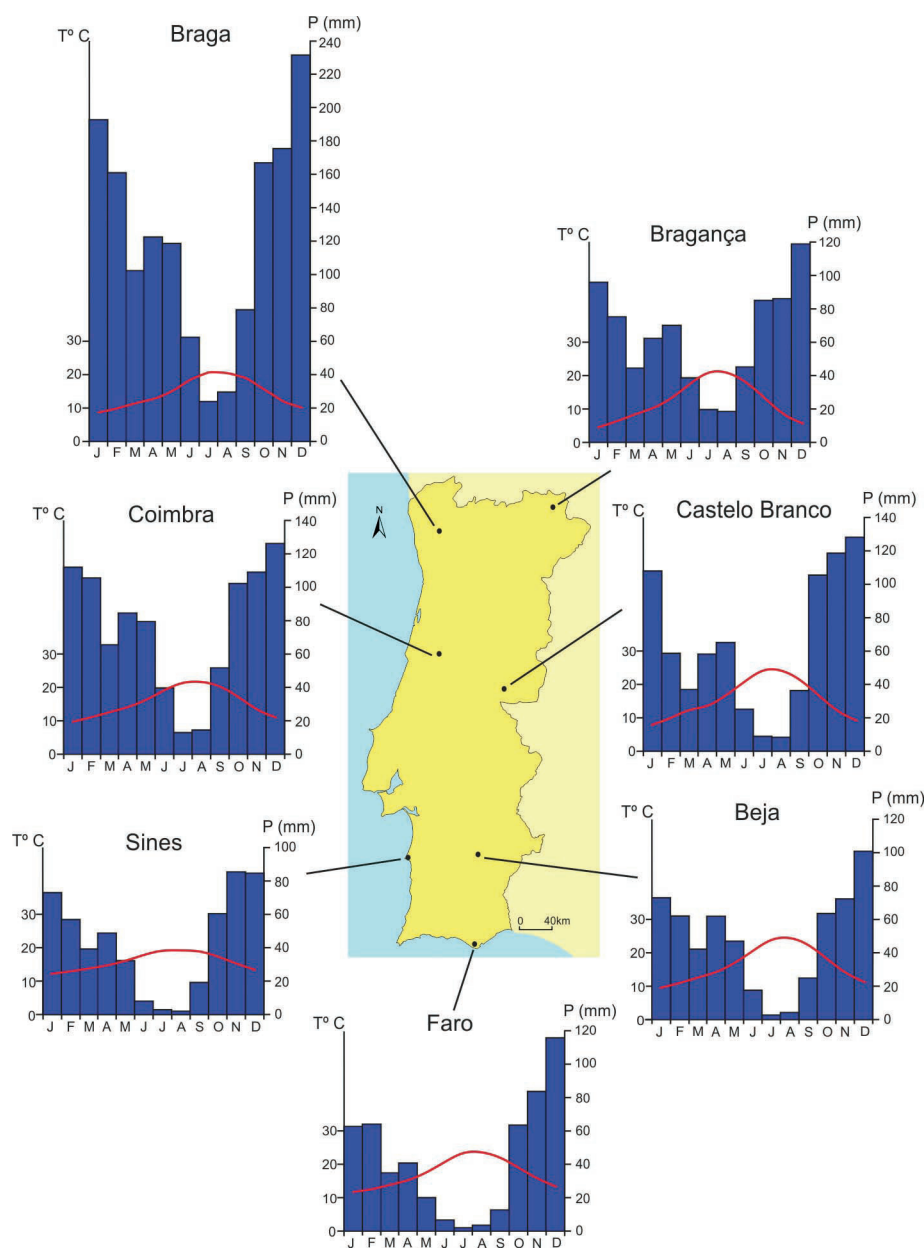 Braga
Tº C
P (mm)
240
220
200
180
160
140
120
100
80
60
40
20
0
30
20
10
0
J F M A M J J A S O N D
Bragança
Tº C
P (mm)
120
100
80
60
40
20
0
30
20
10
0
J F M A M J J A S O N D
Coimbra
Tº C
P (mm)
140
120
100
80
60
40
20
0
30
20
10
0
J F M A M J J A S O N D
N
Castelo Branco
Tº C
P (mm)
140
120
100
80
60
40
20
0
30
20
10
0
J F M A M J J A S O N D
Sines
Tº C
P (mm)
100
80
60
40
20
0
30
20
10
0
J F M A M J J A S O N D
0 40km
Beja
Tº C
P (mm)
120
100
80
60
40
20
0
30
20
10
0
J F M A M J J A S O N D
Faro
Tº C
P (mm)
120
100
80
60
40
20
0
30
20
10
0
J F M A M J J A S O N D